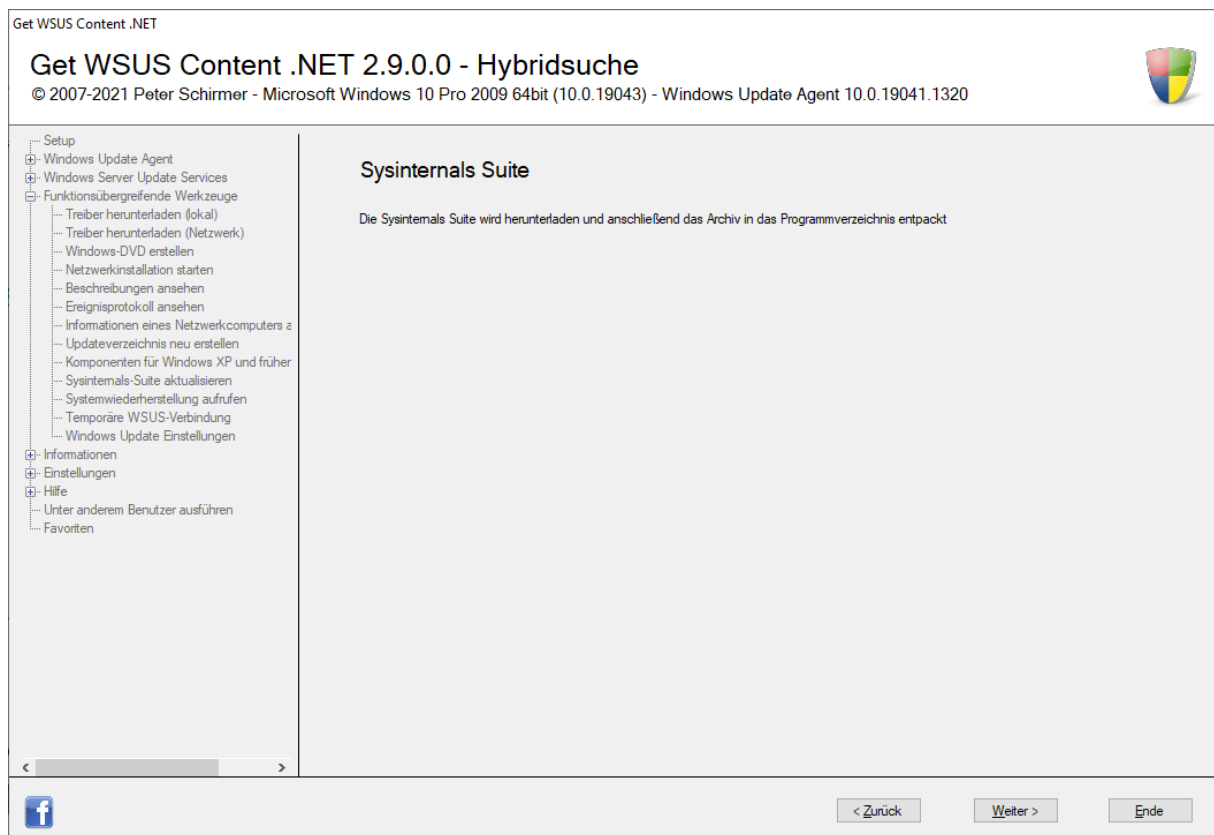 Get WSUS Content .NET
Get WSUS Content .NET 2.9.0.0 - Hybridsuche
© 2007-2021 Peter Schirmer - Microsoft Windows 10 Pro 2009 64bit (10.0.19043) - Windows Update Agent 10.0.19041.1320
Setup
Windows Update Agent
Windows Server Update Services
Funktionsübergreifende Werkzeuge
Treiber herunterladen (lokal)
Treiber herunterladen (Netzwerk)
Windows-DVD erstellen
Netzwerkinstallation starten
Beschreibungen ansehen
Ereignisprotokoll ansehen
Informationen eines Netzwerkcomputers a
Updateverzeichnis neu erstellen
Komponenten für Windows XP und früher
Sysinternals-Suite aktualisieren
Systemwiederherstellung aufrufen
Temporäre WSUS-Verbindung
Windows Update Einstellungen
Informationen
Einstellungen
Hilfe
Unter anderem Benutzer ausführen
Favoriten
Sysinternals Suite
Die Sysinternals Suite wird herunterladen und anschließend das Archiv in das Programmverzeichnis entpackt
< Zurück
Weiter >
Ende